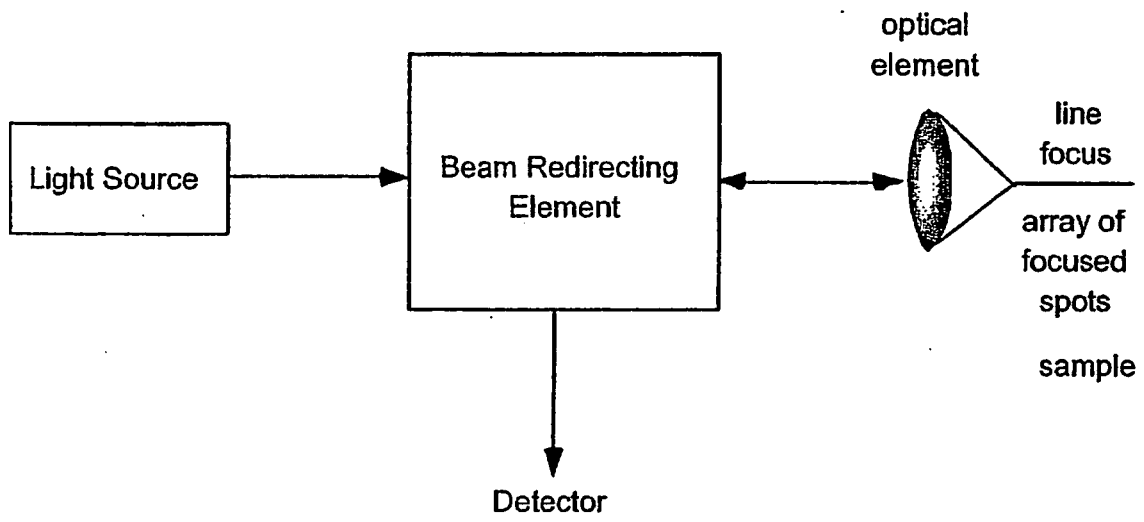 Light Source
Beam Redirecting
Element
Detector
optical
element
line
focus
array of
focused
spots
sample